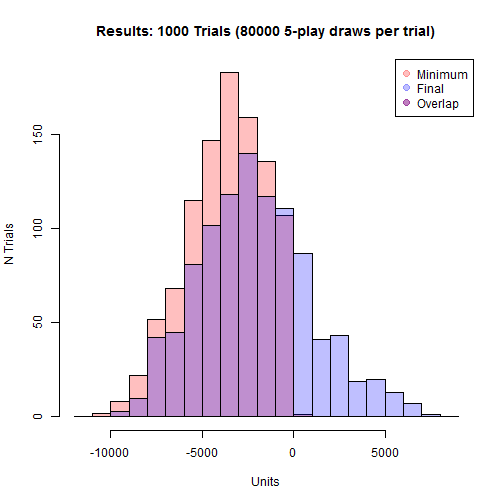 Results: 1000 Trials (80000 5-play draws per trial)
Minimum
Final
Overlap
N Trials
150
100
50
0
-10000 -5000 0 5000
Units